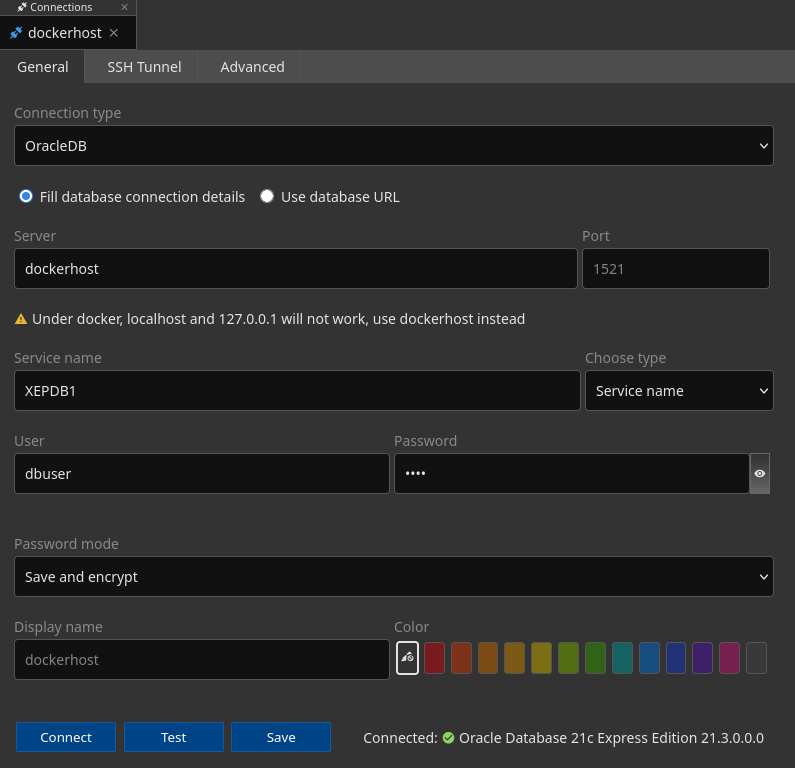 Connections
dockerhost
General SSH Tunnel Advanced
Connection type
OracleDB
Fill database connection details Use database URL
Server Port
dockerhost 1521
Under docker, localhost and 127.0.0.1 will not work, use dockerhost instead
Service name Choose type
XEPDB1 Service name
User Password
dbuser ••••
Password mode
Save and encrypt
Display name Color
dockerhost
Connect Test Save Connected: Oracle Database 21c Express Edition 21.3.0.0.0